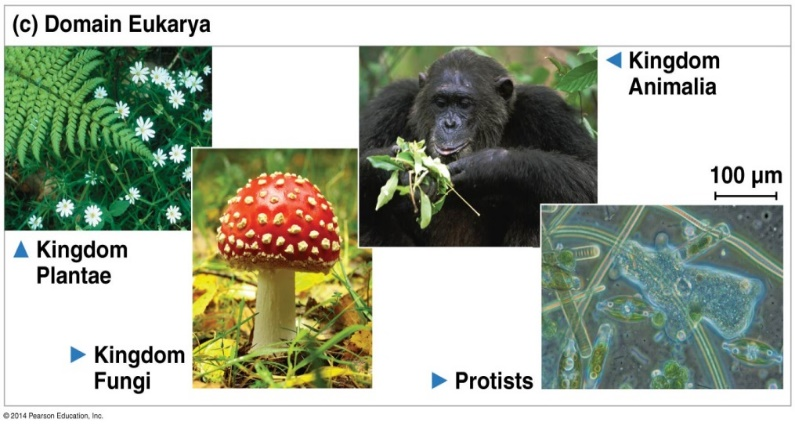 (c) Domain Eukarya
Kingdom
Animalia
100 µm
Kingdom
Plantae
Kingdom
Fungi
Protists
© 2014 Pearson Education, Inc.